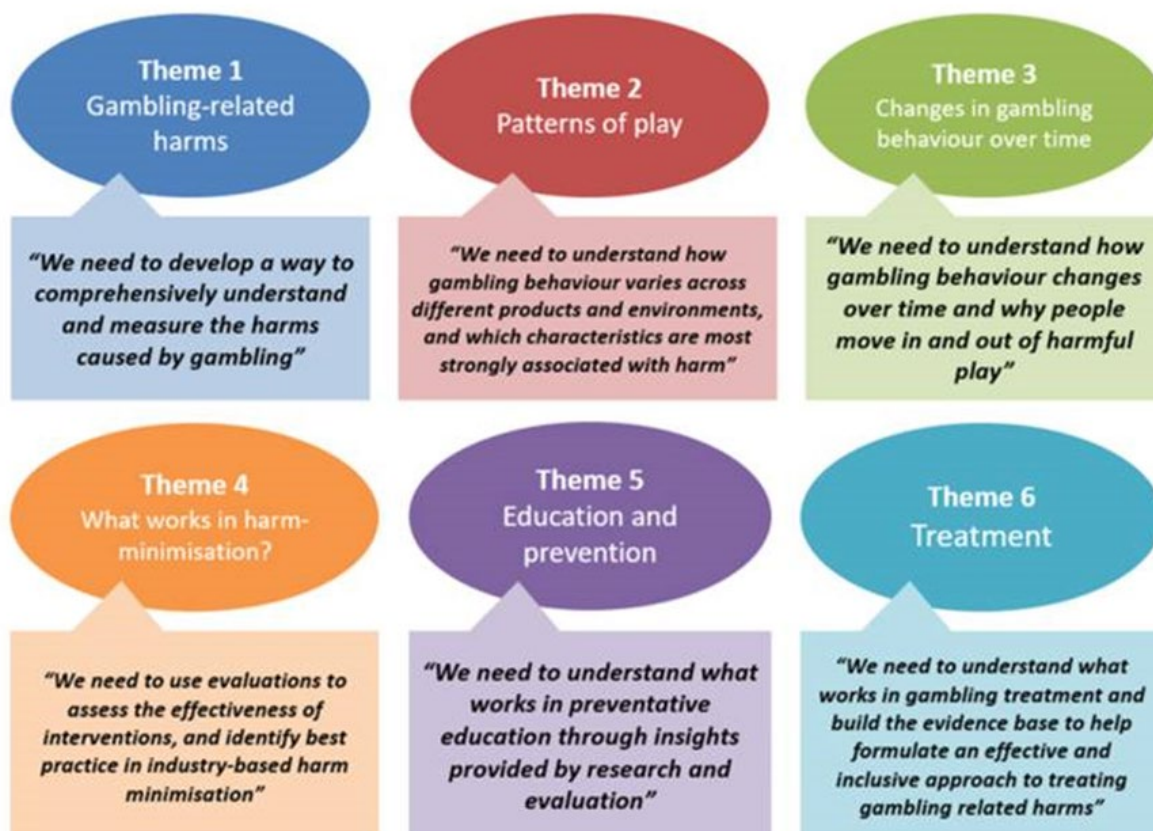 Theme 1
Gambling-related
harms
“We need to develop a way to
comprehensively understand
and measure the harms
caused by gambling”
Theme 2
Patterns of play
“We need to understand how
gambling behaviour varies across
different products and environments,
and which characteristics are most
strongly associated with harm”
Theme 3
Changes in gambling
behaviour over time
“We need to understand how
gambling behaviour changes
over time and why people
move in and out of harmful
play”
Theme 4
What works in harm-
minimisation?
“We need to use evaluations to
assess the effectiveness of
interventions, and identify best
practice in industry-based harm
minimisation”
Theme 5
Education and
prevention
“We need to understand what
works in preventative
education through insights
provided by research and
evaluation”
Theme 6
Treatment
“We need to understand what
works in gambling treatment and
build the evidence base to help
formulate an effective and
inclusive approach to treating
gambling related harms”